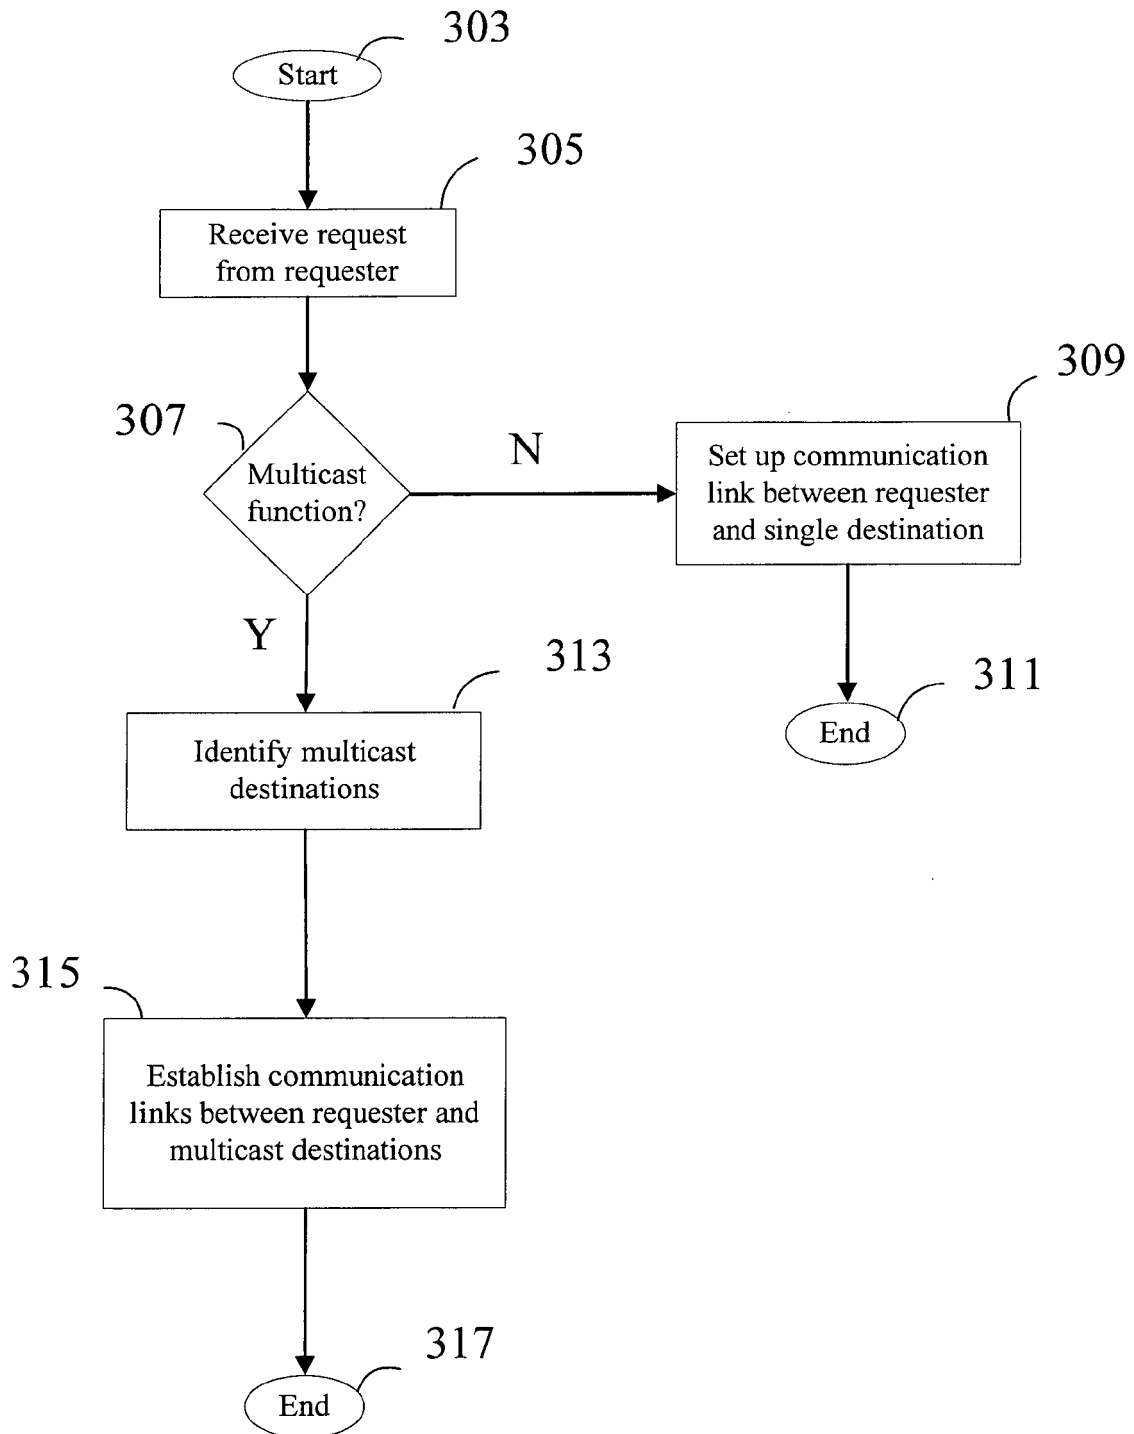 303
Start
305
Receive request
from requester
307
Multicast
function?
N
309
Set up communication
link between requester
and single destination
Y
313
Identify multicast
destinations
311
End
315
Establish communication
links between requester and
multicast destinations
317
End